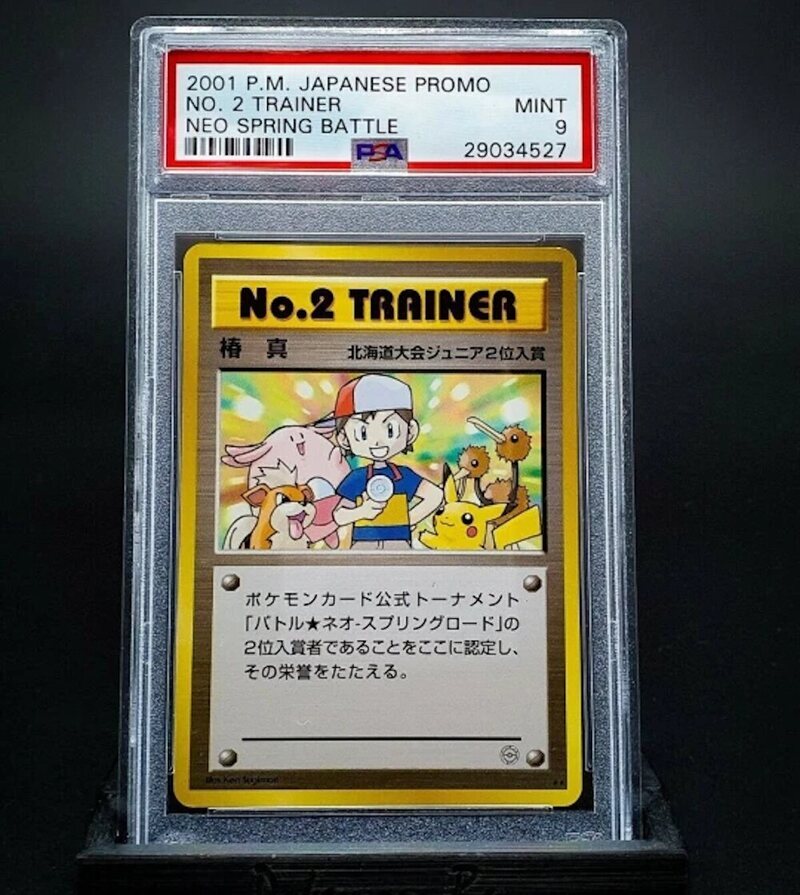 2001 P.M. JAPANESE PROMO
NO. 2 TRAINER MINT
NEO SPRING BATTLE 9
PSA 29034527
No.2 TRAINER
椿 真 北海道大会ジュニア2位入賞
ポケモンカード公式トーナメント
「バトル★ネオ-スプリングロード」の
2位入賞者であることをここに認定し、
その栄誉をたたえる。
Illus. Ken Sugimori